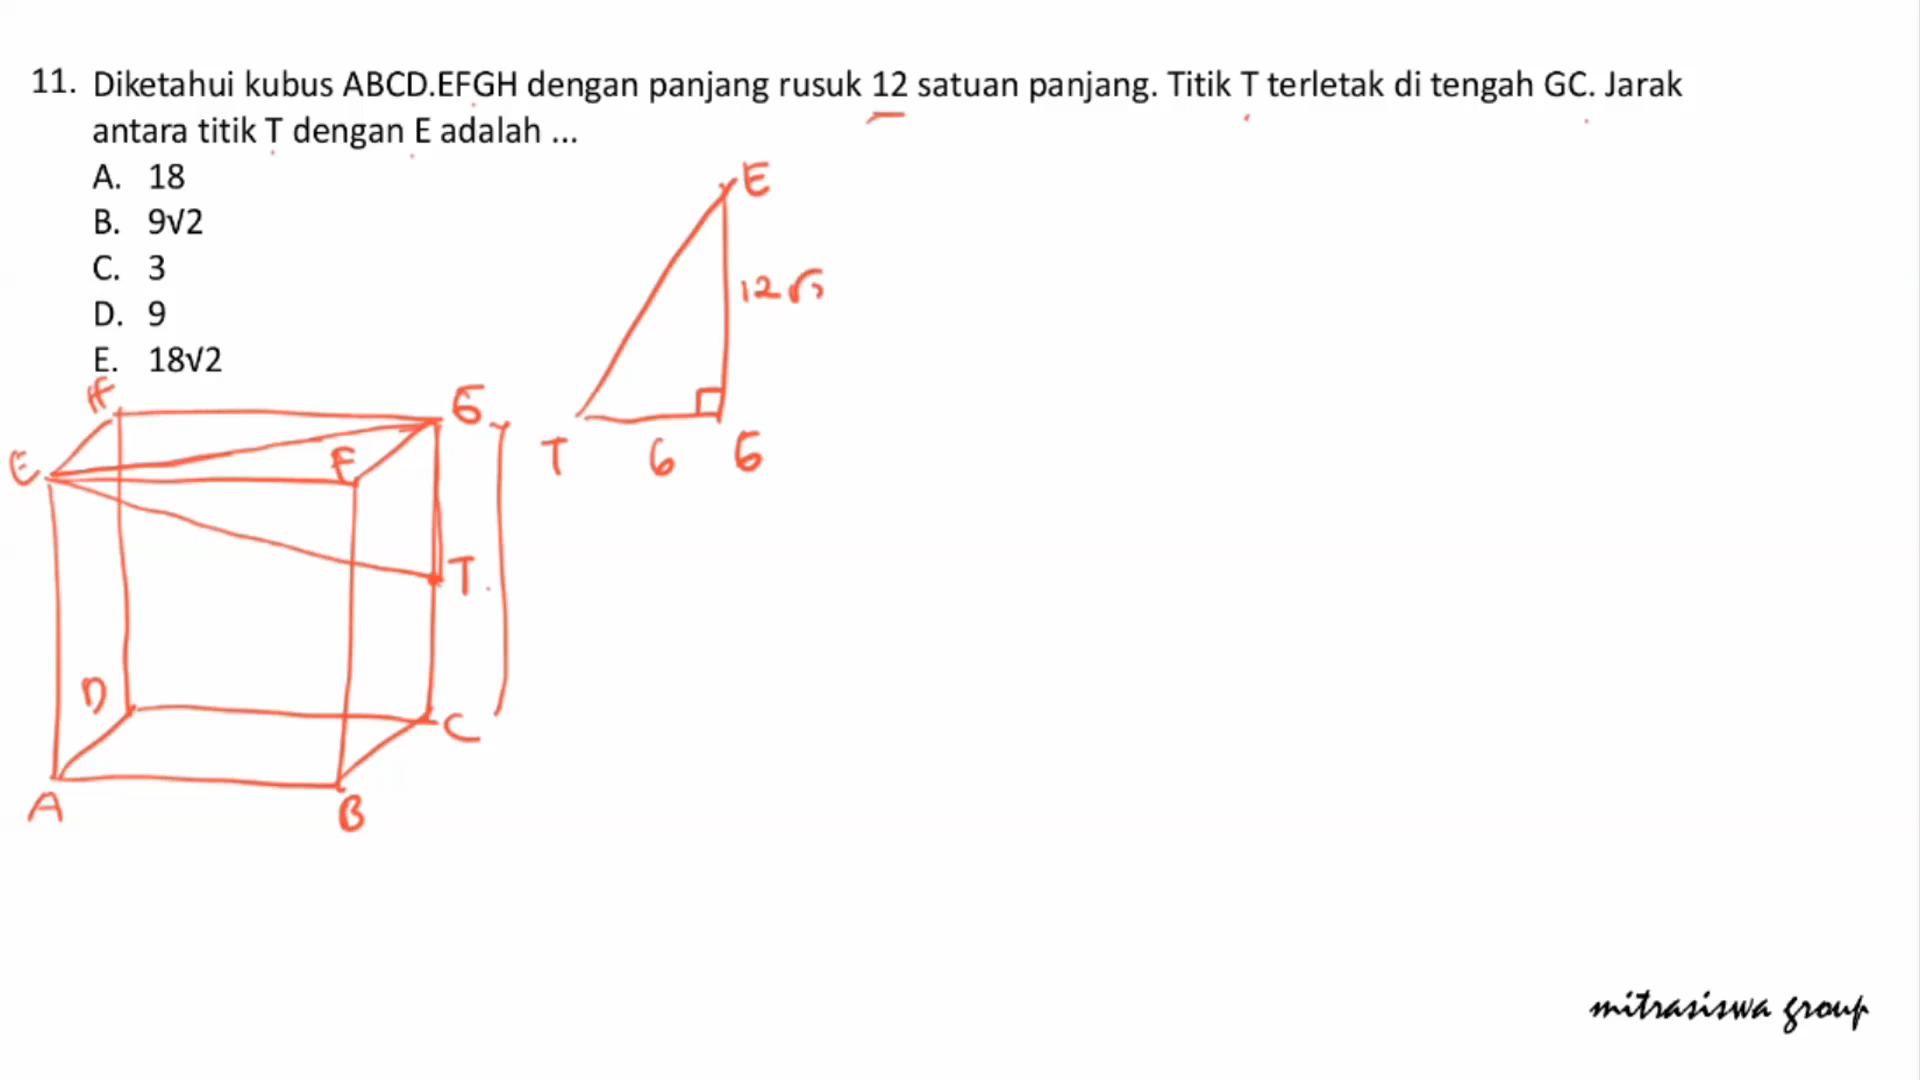 11. Diketahui kubus ABCD.EFGH dengan panjang rusuk 12 satuan panjang. Titik T terletak di tengah GC. Jarak
antara titik T dengan E adalah ...
A. 18
B. 9√2
C. 3
D. 9
E. 18√2
E
12√
T 6 G
H G
E F
T
D C
A B
mitrasiswa group